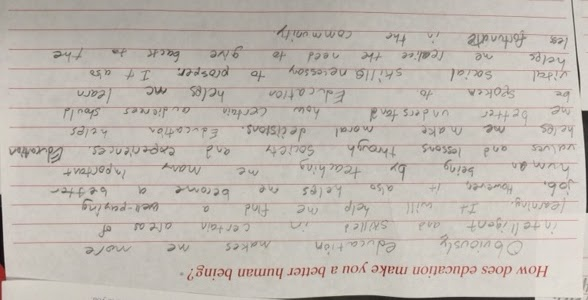 How does education make you a better human being?
Obviously education makes me more
intelligent and skilled in certain areas of
learning. It will help me find a well-paying
job. However, it also helps me become a better
human being by teaching me many important
values and lessons through society and experiences. Education
helps me make moral decisions. Education helps
me better understand how certain audiences should
be spoken to. Education helps me learn
vital social skills necessary to prosper. It also
helps me realize the need to give back to the
less fortunate in the community